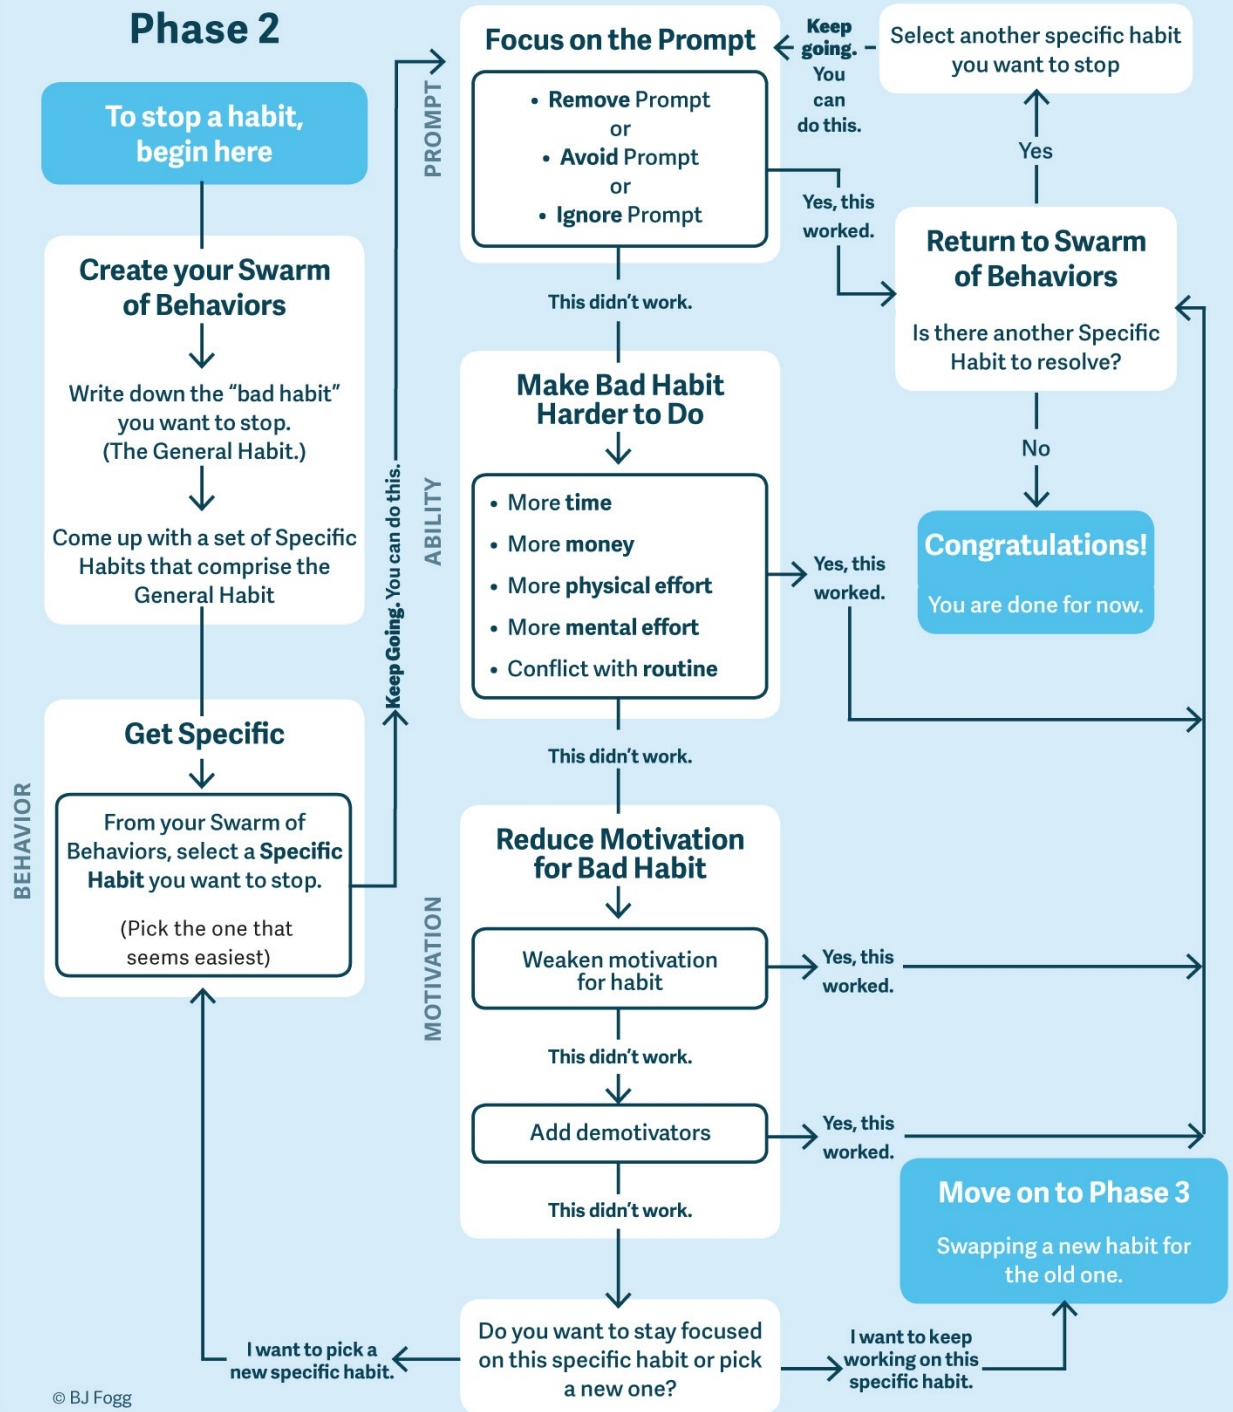 Phase 2
To stop a habit,
begin here
Create your Swarm
of Behaviors
Write down the “bad habit”
you want to stop.
(The General Habit.)
Come up with a set of Specific
Habits that comprise the
General Habit
BEHAVIOR
Get Specific
From your Swarm of
Behaviors, select a Specific
Habit you want to stop.
(Pick the one that
seems easiest)
Keep Going. You can do this.
PROMPT
Focus on the Prompt
• Remove Prompt
or
• Avoid Prompt
or
• Ignore Prompt
Yes, this
worked.
This didn’t work.
ABILITY
Make Bad Habit
Harder to Do
• More time
• More money
• More physical effort
• More mental effort
• Conflict with routine
Yes, this
worked.
This didn’t work.
MOTIVATION
Reduce Motivation
for Bad Habit
Weaken motivation
for habit
Yes, this
worked.
This didn’t work.
Add demotivators
Yes, this
worked.
This didn’t work.
Do you want to stay focused
on this specific habit or pick
a new one?
I want to pick a
new specific habit.
I want to keep
working on this
specific habit.
Move on to Phase 3
Swapping a new habit for
the old one.
Return to Swarm
of Behaviors
Is there another Specific
Habit to resolve?
Yes
Select another specific habit
you want to stop
Keep
going.
You
can
do this.
No
Congratulations!
You are done for now.
© BJ Fogg